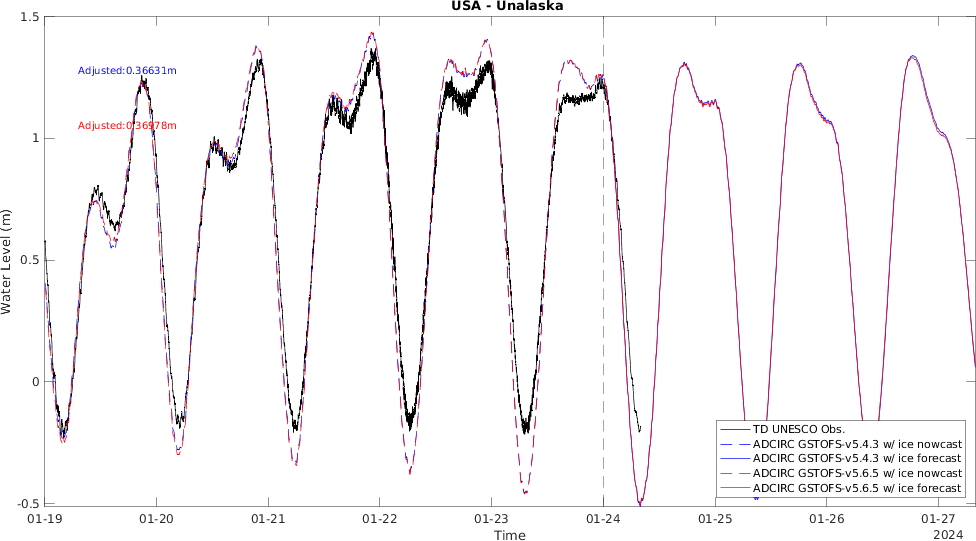 USA - Unalaska
1.5
Adjusted:0.36631m
Adjusted:0.36978m
1
0.5
0
-0.5
Water Level (m)
TD UNESCO Obs.
ADCIRC GSTOFS-v5.4.3 w/ ice nowcast
ADCIRC GSTOFS-v5.4.3 w/ ice forecast
ADCIRC GSTOFS-v5.6.5 w/ ice nowcast
ADCIRC GSTOFS-v5.6.5 w/ ice forecast
01-19 01-20 01-21 01-22 01-23 01-24 01-25 01-26 01-27
Time 2024